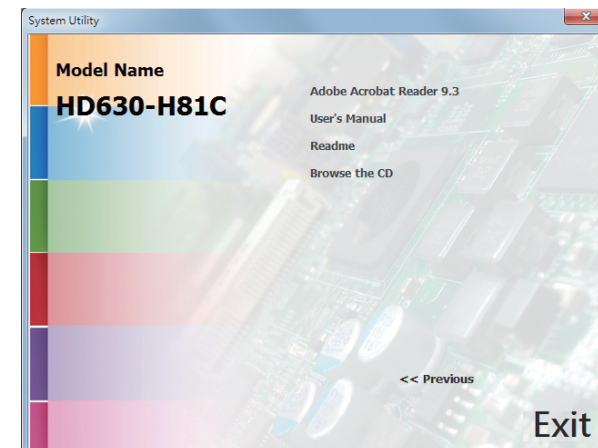 System Utility
Model Name
HD630-H81C
Adobe Acrobat Reader 9.3
User's Manual
Readme
Browse the CD
<< Previous
Exit